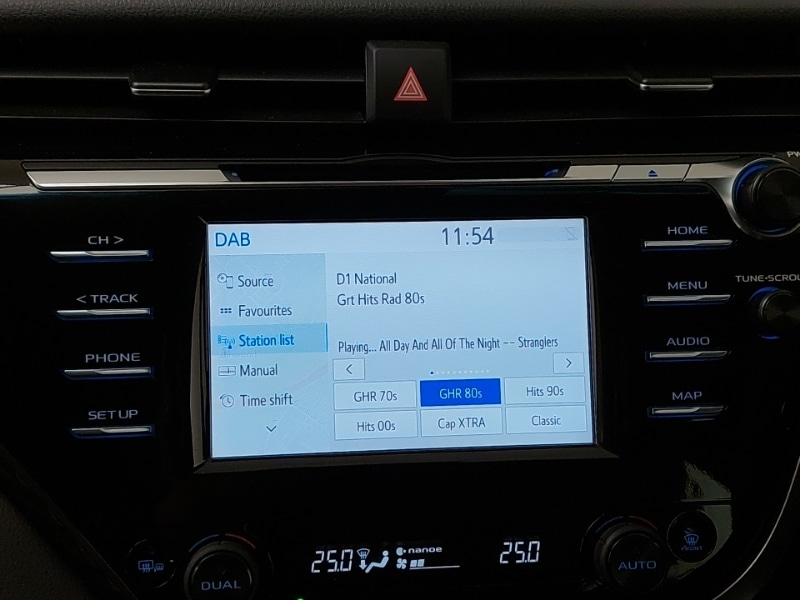 CH >
< TRACK
PHONE
SETUP
DAB 11:54
Source
Favourites
Station list
Manual
Time shift
D1 National
Grt Hits Rad 80s
Playing... All Day And All Of The Night -- Stranglers
< >
GHR 70s GHR 80s Hits 90s
Hits 00s Cap XTRA Classic
HOME
MENU
AUDIO
MAP
TUNE•SCROLL
25.0 nanoe 25.0
DUAL AUTO